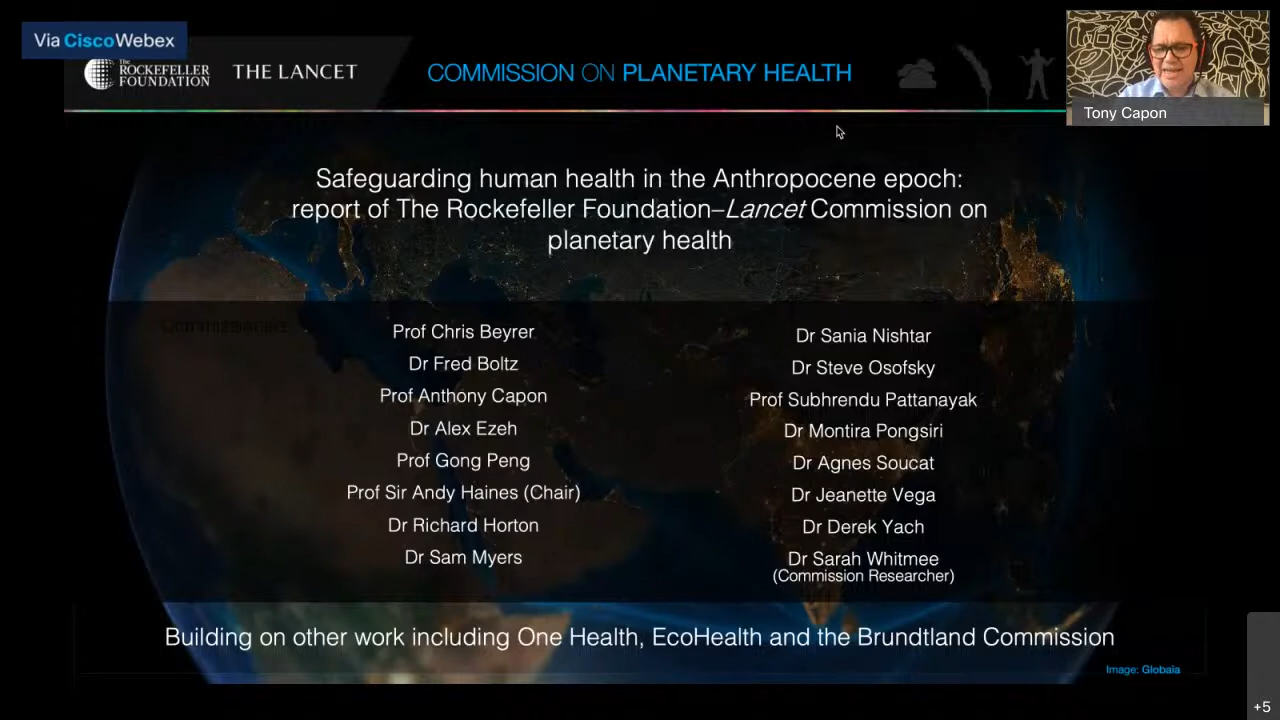 Via CiscoWebex
The
ROCKEFELLER
FOUNDATION
THE LANCET
COMMISSION ON PLANETARY HEALTH
Tony Capon
Safeguarding human health in the Anthropocene epoch:
report of The Rockefeller Foundation–Lancet Commission on
planetary health
Prof Chris Beyrer
Dr Fred Boltz
Prof Anthony Capon
Dr Alex Ezeh
Prof Gong Peng
Prof Sir Andy Haines (Chair)
Dr Richard Horton
Dr Sam Myers
Dr Sania Nishtar
Dr Steve Osofsky
Prof Subhrendu Pattanayak
Dr Montira Pongsiri
Dr Agnes Soucat
Dr Jeanette Vega
Dr Derek Yach
Dr Sarah Whitmee
(Commission Researcher)
Building on other work including One Health, EcoHealth and the Brundtland Commission
Image: Globaia
+5